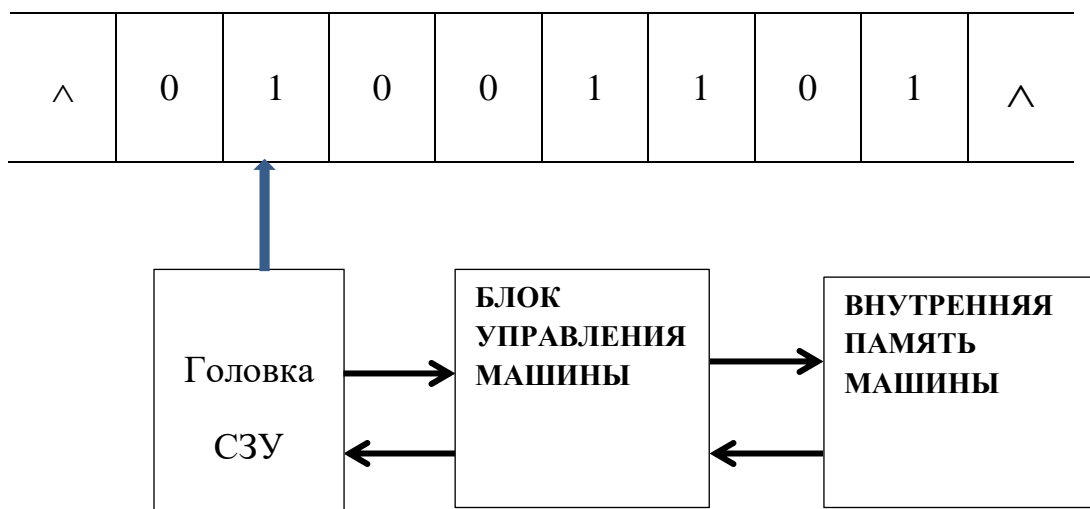 ^ 0 1 0 0 1 1 0 1 ^
Головка
СЗУ
БЛОК
УПРАВЛЕНИЯ
МАШИНЫ
ВНУТРЕННЯЯ
ПАМЯТЬ
МАШИНЫ